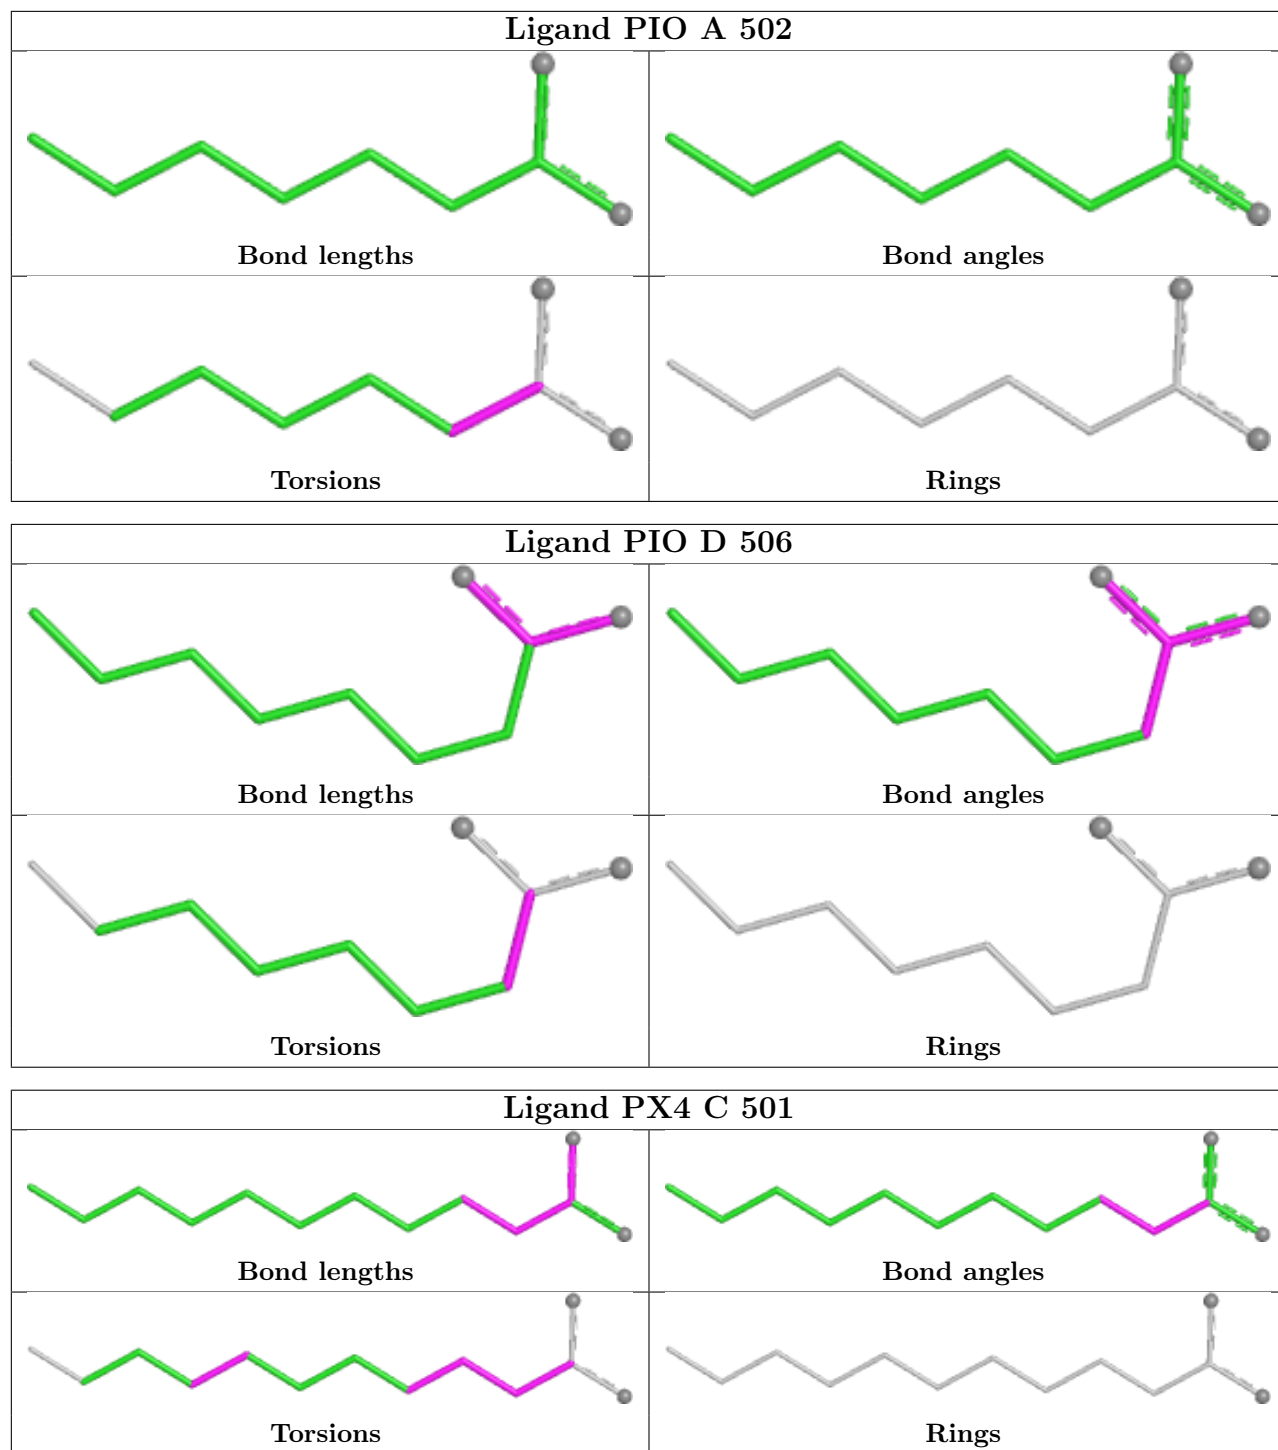 Ligand PIO A 502
Bond lengths Bond angles
Torsions Rings
Ligand PIO D 506
Bond lengths Bond angles
Torsions Rings
Ligand PX4 C 501
Bond lengths Bond angles
Torsions Rings